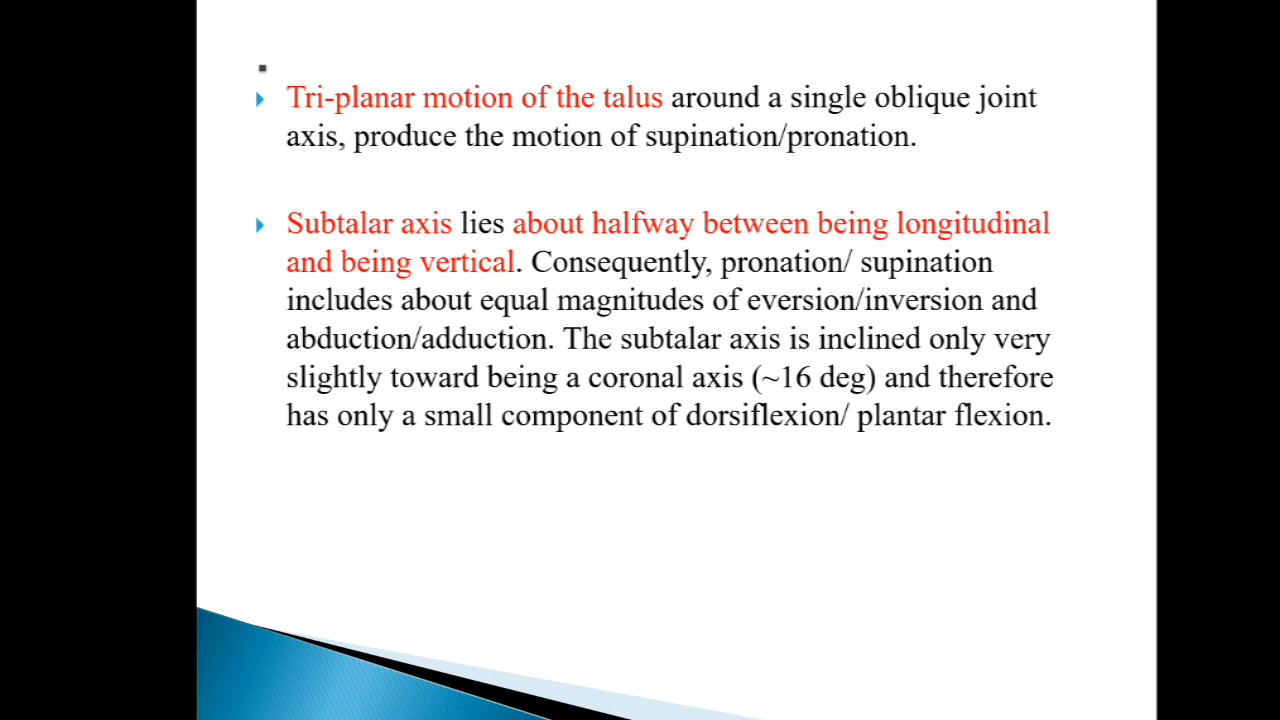 Tri-planar motion of the talus around a single oblique joint
axis, produce the motion of supination/pronation.
Subtalar axis lies about halfway between being longitudinal
and being vertical. Consequently, pronation/ supination
includes about equal magnitudes of eversion/inversion and
abduction/adduction. The subtalar axis is inclined only very
slightly toward being a coronal axis (~16 deg) and therefore
has only a small component of dorsiflexion/ plantar flexion.